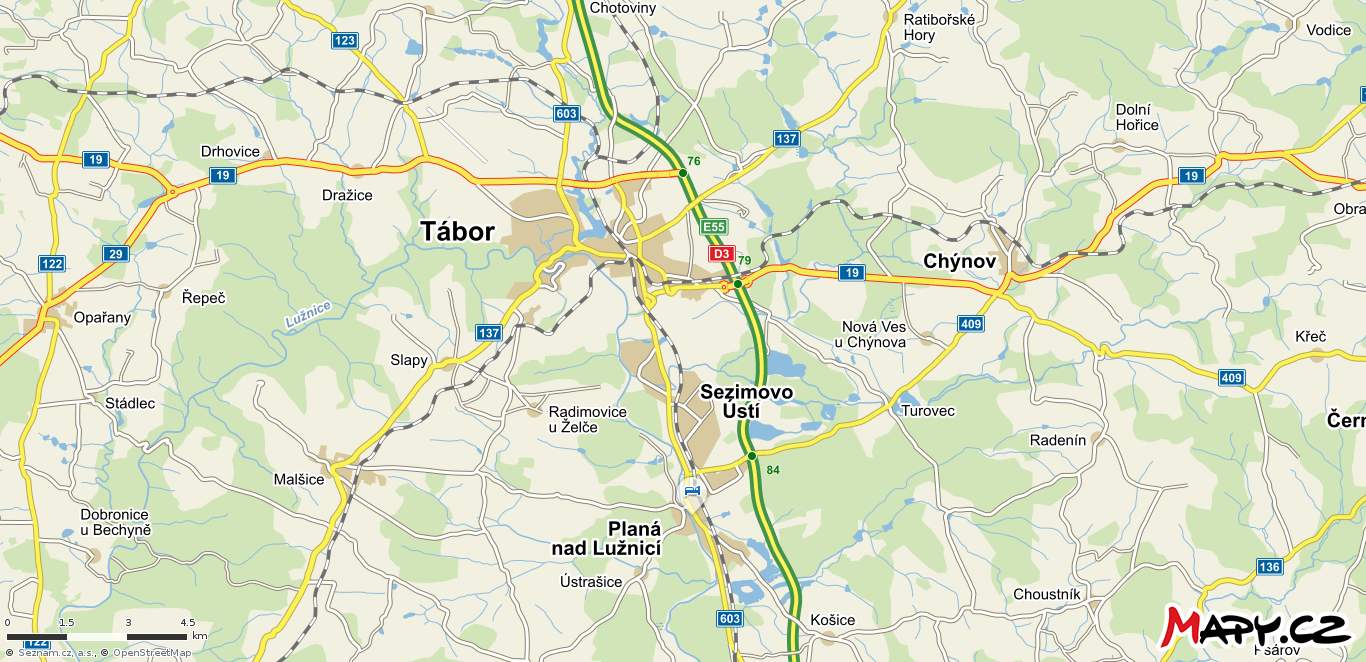 Chotoviny
Ratibořské
Hory
Vodice
123
603
137
Dolní
Hořice
Drhovice
19
19
Dražice
76
19
Obra
Tábor
E55
D3
79
Chýnov
29
122
19
Řepeč
Lužnice
Opařany
137
Nová Ves
u Chýnova
409
Křeč
Slapy
409
Stádlec
Sezimovo
Ústí
Radimovice
u Želče
Turovec
Čern
Radenín
Malšice
84
Dobronice
u Bechyně
Planá
nad Lužnicí
Ústrašice
136
Choustník
603
Košice
0 1.5 3 4.5
km
122
© Seznam.cz, a.s., © OpenStreetMap
Mapy.cz